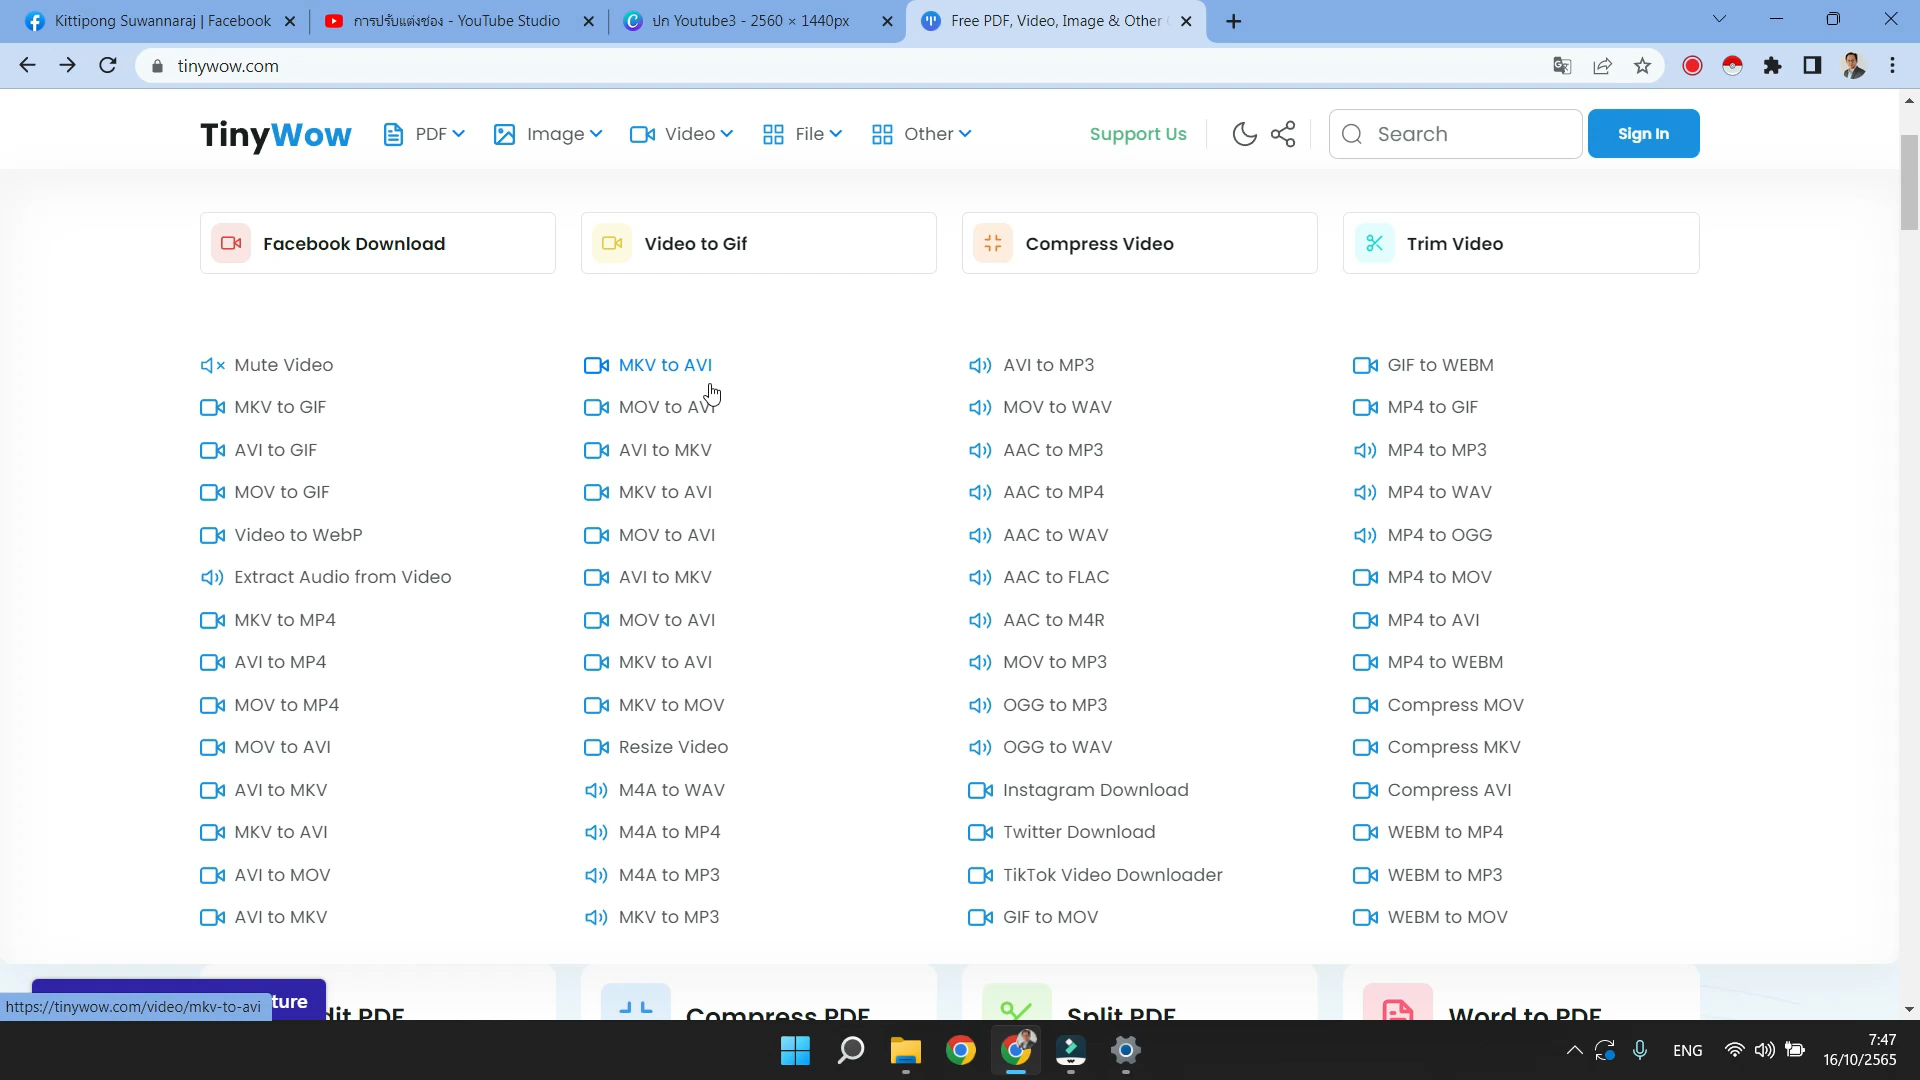 Kittipong Suwannaraj | Facebook
การปรับแต่งช่อง - YouTube Studio
ปก Youtube3 - 2560 × 1440px
Free PDF, Video, Image & Other
tinywow.com
TinyWow
PDF
Image
Video
File
Other
Support Us
Search
Sign In
Facebook Download
Video to Gif
Compress Video
Trim Video
Mute Video
MKV to GIF
AVI to GIF
MOV to GIF
Video to WebP
Extract Audio from Video
MKV to MP4
AVI to MP4
MOV to MP4
MOV to AVI
AVI to MKV
MKV to AVI
AVI to MOV
AVI to MKV
MKV to AVI
MOV to AVI
AVI to MKV
MKV to AVI
MOV to AVI
AVI to MKV
MOV to AVI
MKV to AVI
MKV to MOV
Resize Video
M4A to WAV
M4A to MP4
M4A to MP3
MKV to MP3
AVI to MP3
MOV to WAV
AAC to MP3
AAC to MP4
AAC to WAV
AAC to FLAC
AAC to M4R
MOV to MP3
OGG to MP3
OGG to WAV
Instagram Download
Twitter Download
TikTok Video Downloader
GIF to MOV
GIF to WEBM
MP4 to GIF
MP4 to MP3
MP4 to WAV
MP4 to OGG
MP4 to MOV
MP4 to AVI
MP4 to WEBM
Compress MOV
Compress MKV
Compress AVI
WEBM to MP4
WEBM to MP3
WEBM to MOV
ture
dit PDF
Compress PDF
Split PDF
Word to PDF
https://tinywow.com/video/mkv-to-avi
ENG
7:47
16/10/2565